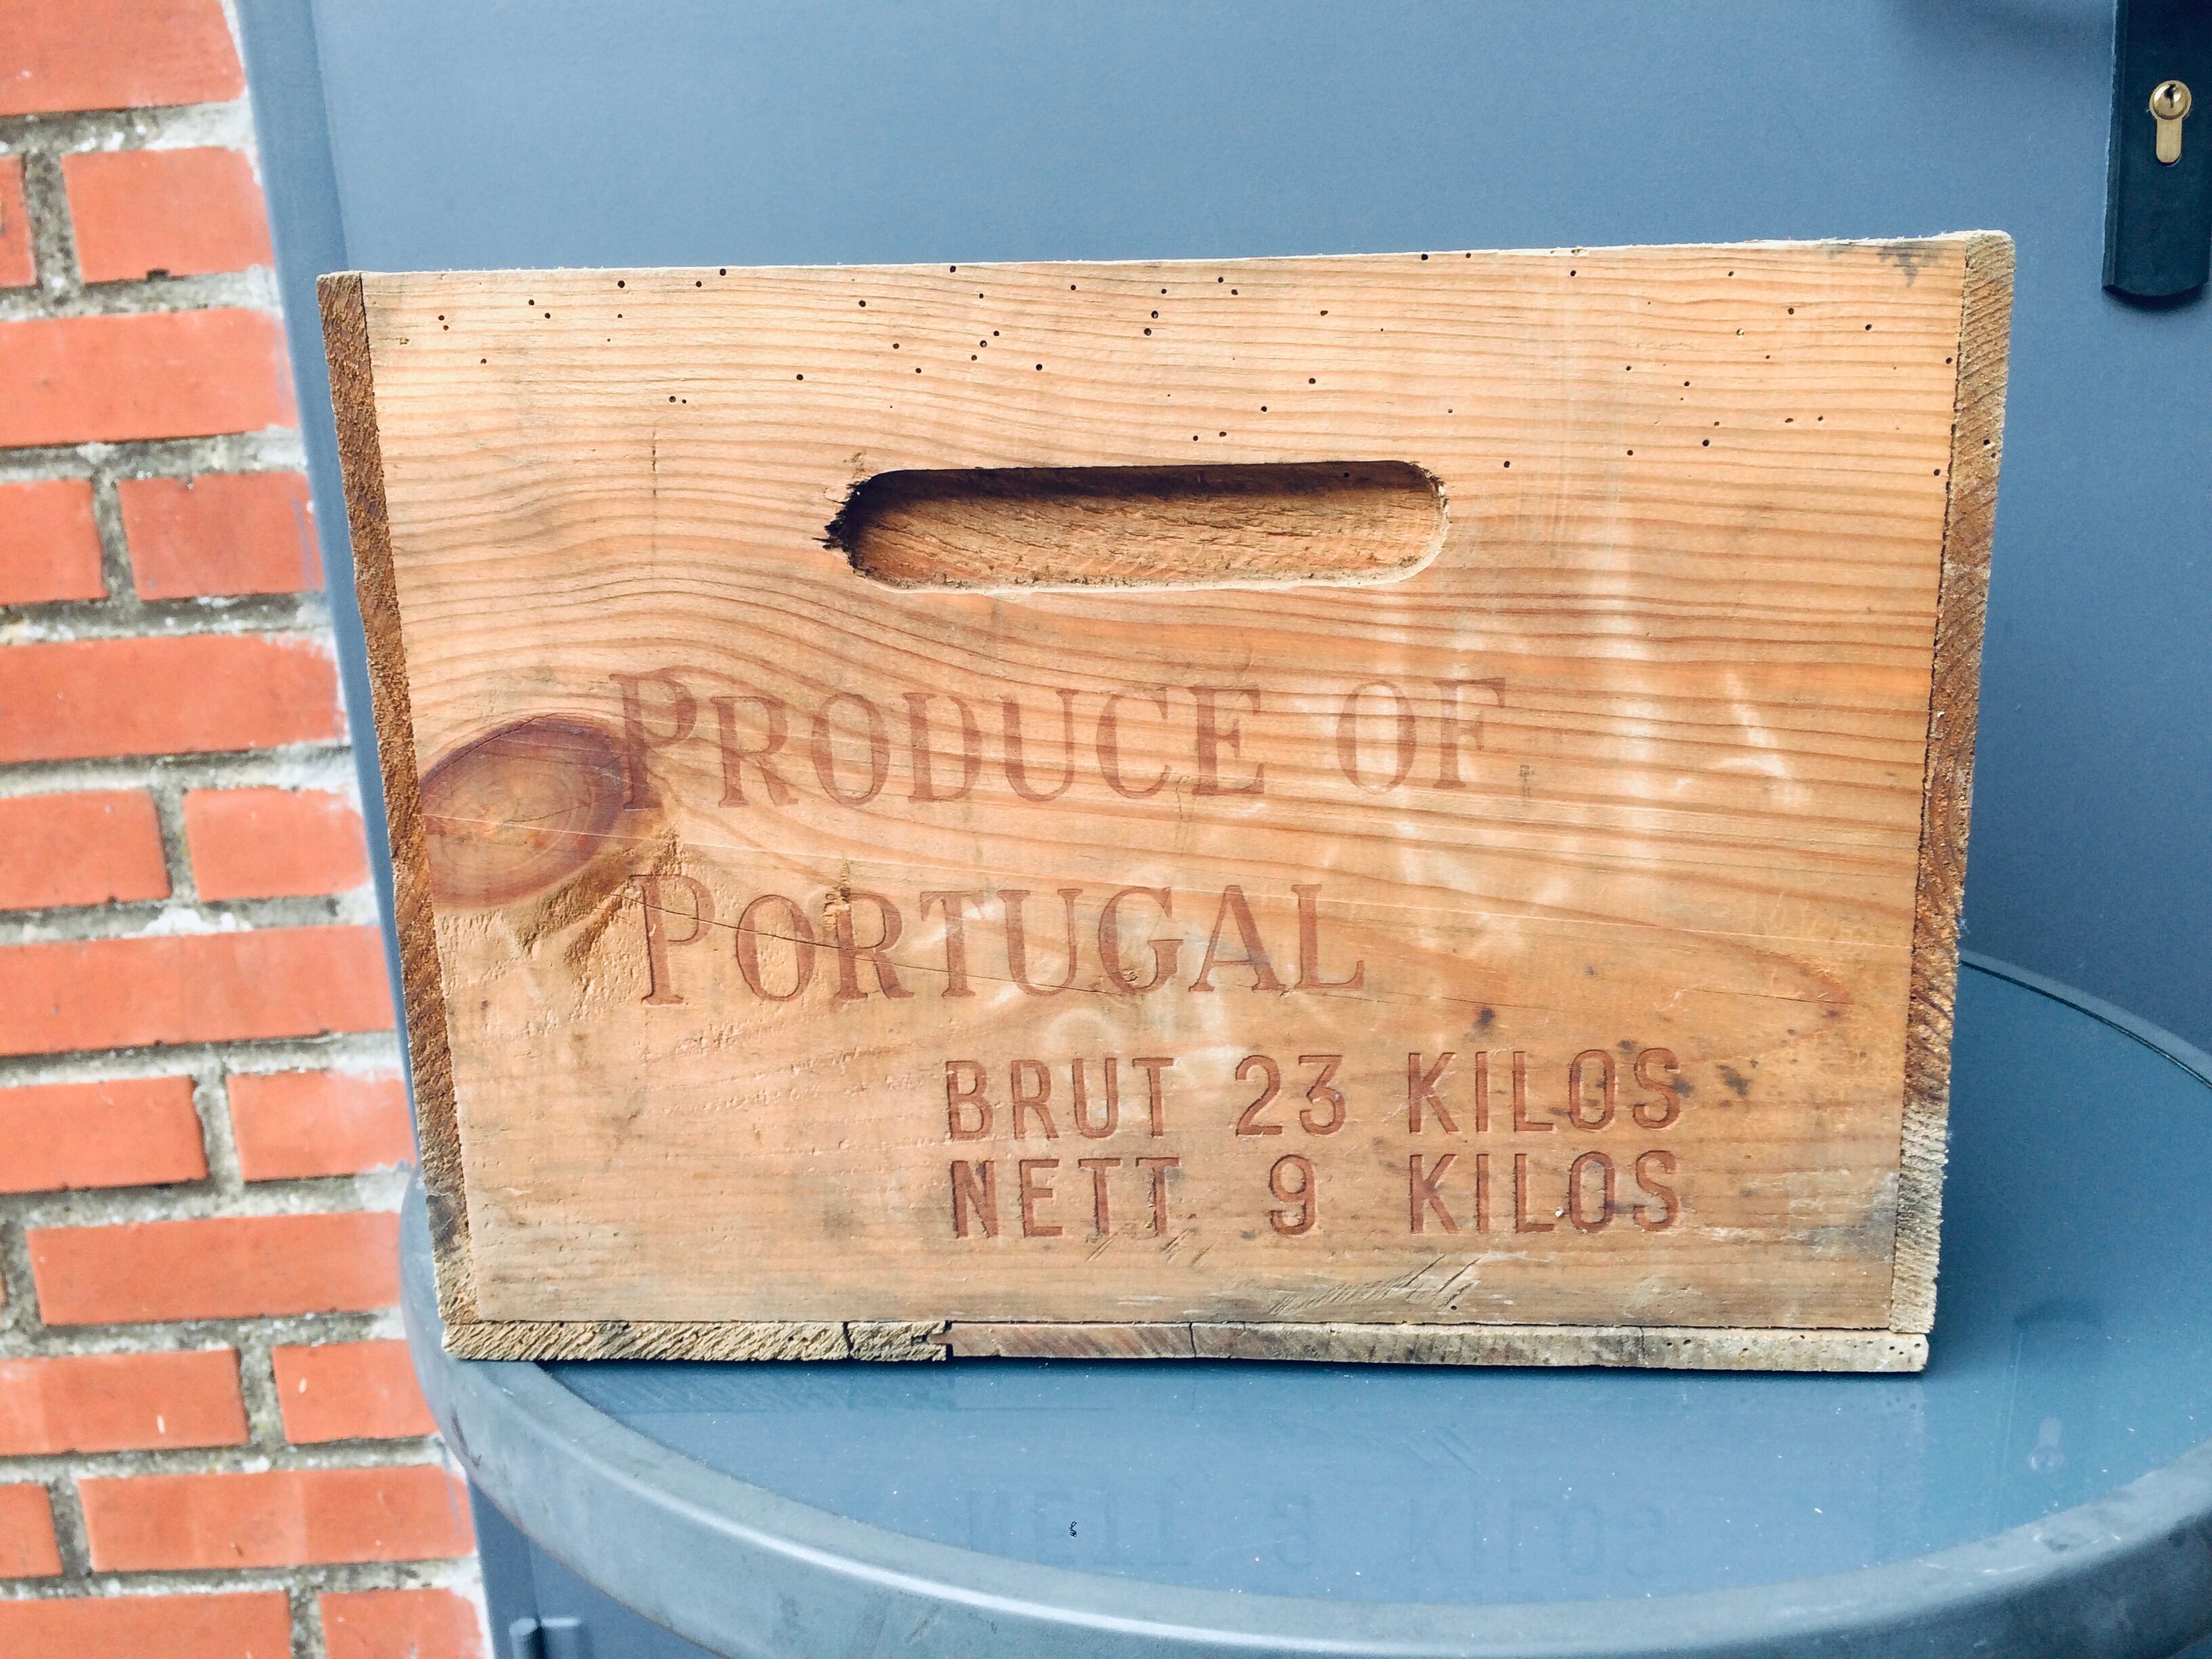 PRODUCE OF
PORTUGAL
BRUT 23 KILOS
NETT 9 KILOS